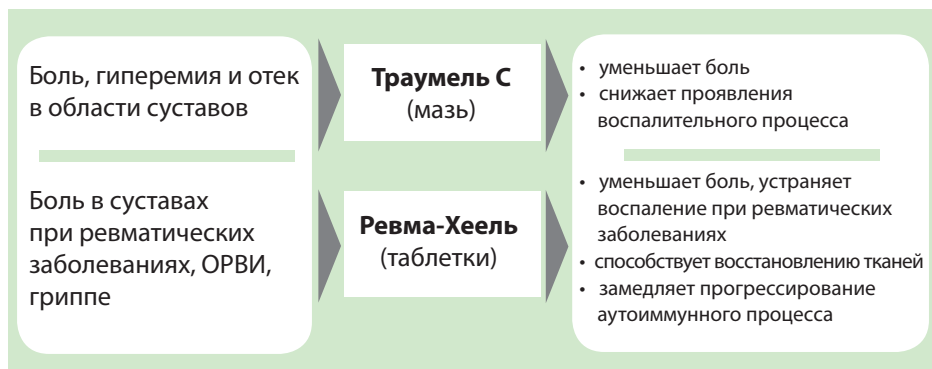 Боль, гиперемия и отек
в области суставов
Траумель С
(мазь)
• уменьшает боль
• снижает проявления
воспалительного процесса
Боль в суставах
при ревматических
заболеваниях, ОРВИ,
гриппе
Ревма-Хеель
(таблетки)
• уменьшает боль, устраняет
воспаление при ревматических
заболеваниях
• способствует восстановлению тканей
• замедляет прогрессирование
аутоиммунного процесса